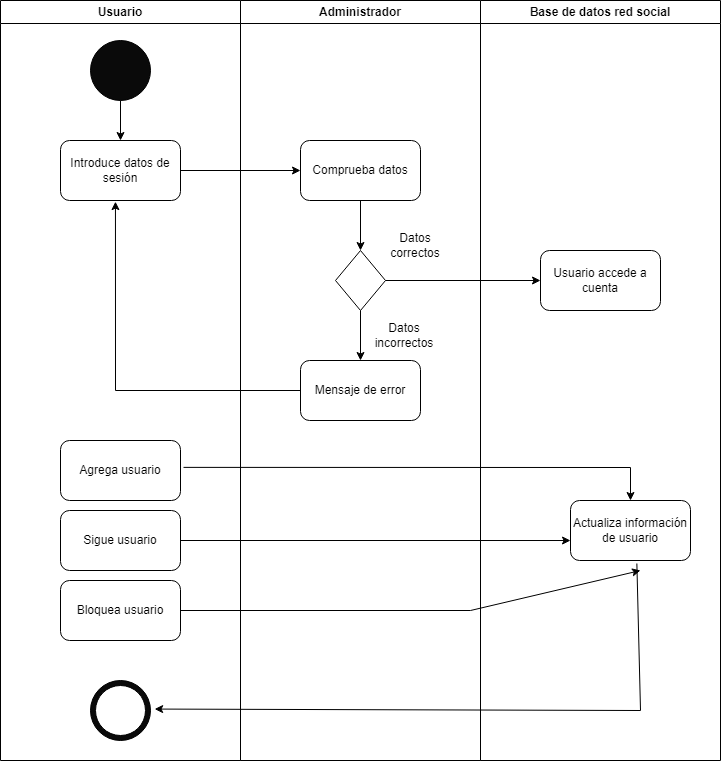 Usuario
Administrador
Base de datos red social
Introduce datos de
sesión
Comprueba datos
Datos
correctos
Usuario accede a
cuenta
Datos
incorrectos
Mensaje de error
Agrega usuario
Actualiza información
de usuario
Sigue usuario
Bloquea usuario